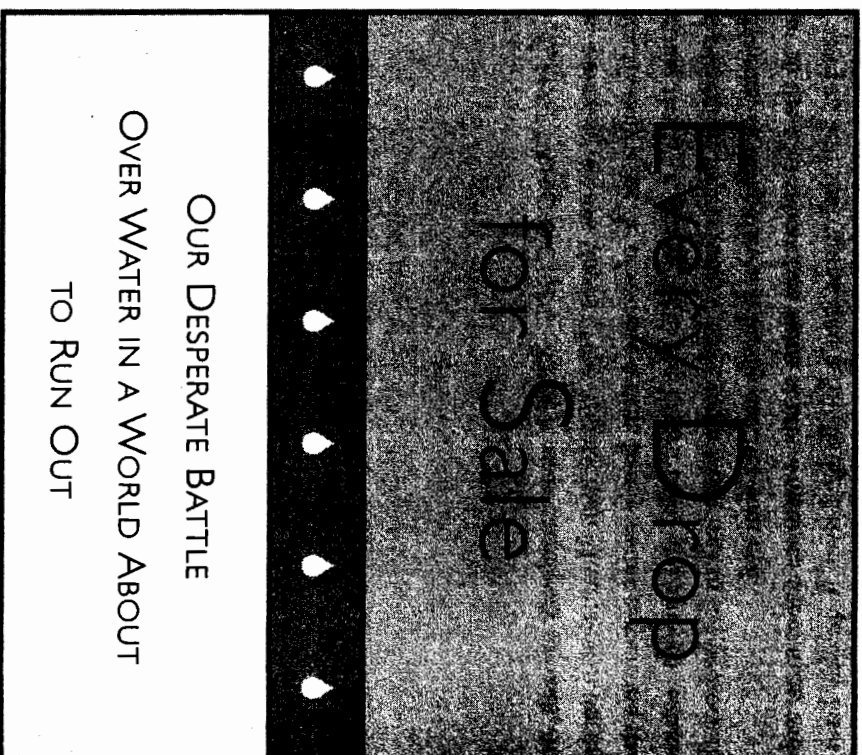 Every Drop
for Sale
OUR DESPERATE BATTLE
OVER WATER IN A WORLD ABOUT
TO RUN OUT